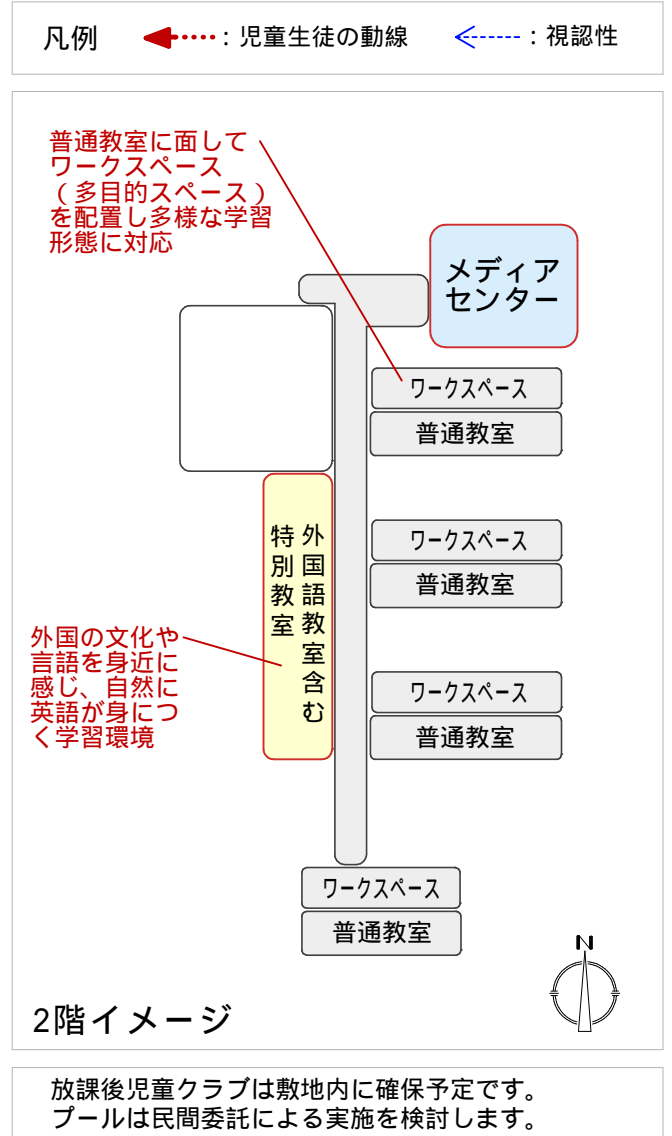 凡例 :児童生徒の動線 :視認性
普通教室に面して
ワークスペース
(多目的スペース)
を配置し多様な学習
形態に対応
メディア
センター
ワークスペース
普通教室
外国語教室含む
特別教室
ワークスペース
普通教室
外国の文化や
言語を身近に
感じ、自然に
英語が身につ
く学習環境
ワークスペース
普通教室
ワークスペース
普通教室
N
2階イメージ
放課後児童クラブは敷地内に確保予定です。
プールは民間委託による実施を検討します。